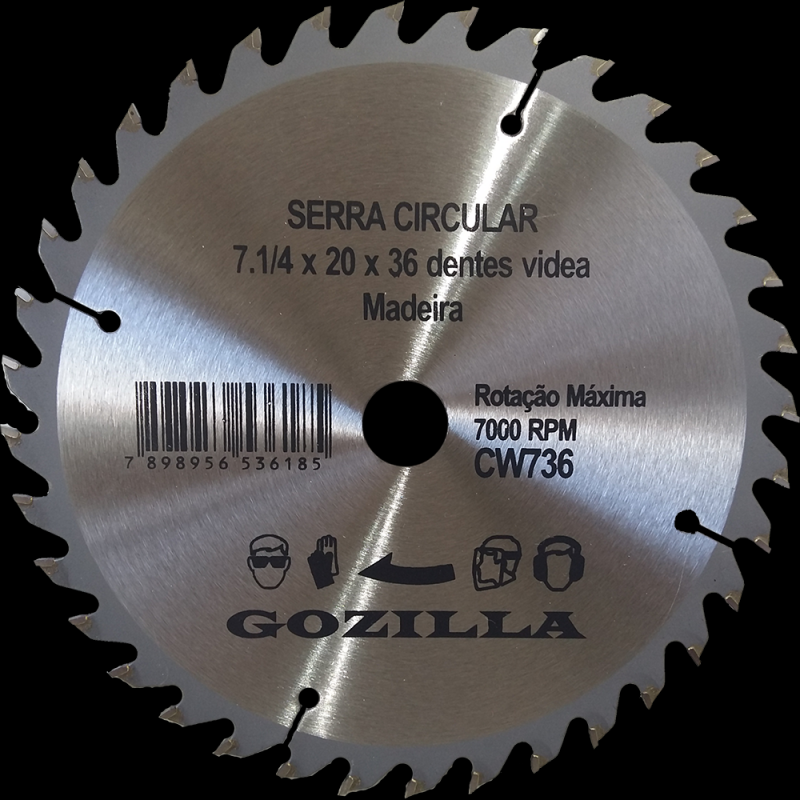 SERRA CIRCULAR
7.1/4 x 20 x 36 dentes videa
Madeira
7 898956 536185
Rotação Máxima
7000 RPM
CW736
GOZILLA